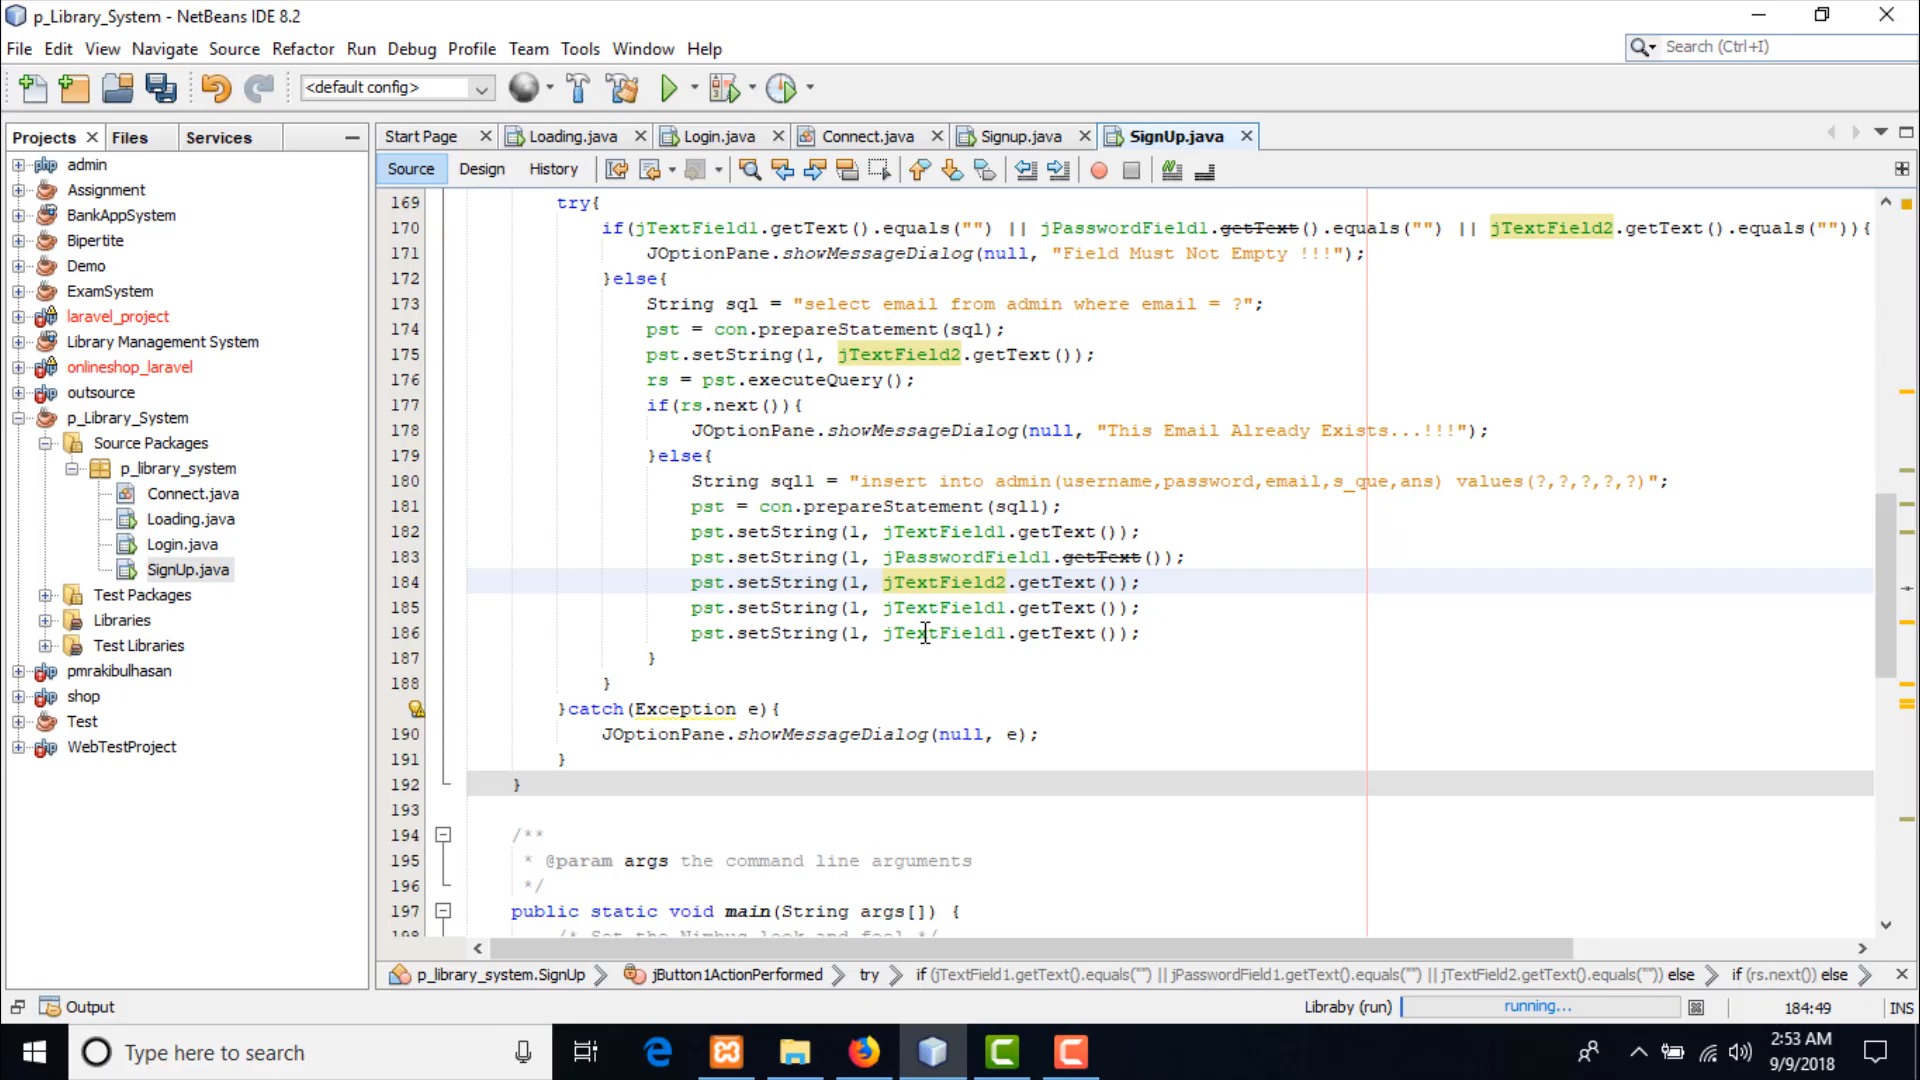 p_Library_System - NetBeans IDE 8.2
File Edit View Navigate Source Refactor Run Debug Profile Team Tools Window Help
Search (Ctrl+I)
<default config>
Projects Files Services
Start Page Loading.java Login.java Connect.java Signup.java SignUp.java
Source Design History
admin
Assignment
BankAppSystem
Bipertite
Demo
ExamSystem
laravel_project
Library Management System
onlineshop_laravel
outsource
p_Library_System
Source Packages
p_library_system
Connect.java
Loading.java
Login.java
SignUp.java
Test Packages
Libraries
Test Libraries
pmrakibulhasan
shop
Test
WebTestProject
169 try{
170 if(jTextField1.getText().equals("") || jPasswordField1.getText().equals("") || jTextField2.getText().equals("")){
171 JOptionPane.showMessageDialog(null, "Field Must Not Empty !!!");
172 }else{
173 String sql = "select email from admin where email = ?";
174 pst = con.prepareStatement(sql);
175 pst.setString(1, jTextField2.getText());
176 rs = pst.executeQuery();
177 if(rs.next()){
178 JOptionPane.showMessageDialog(null, "This Email Already Exists...!!!");
179 }else{
180 String sql1 = "insert into admin(username,password,email,s_que,ans) values(?,?,?,?,?)";
181 pst = con.prepareStatement(sql1);
182 pst.setString(1, jTextField1.getText());
183 pst.setString(1, jPasswordField1.getText());
184 pst.setString(1, jTextField2.getText());
185 pst.setString(1, jTextField1.getText());
186 pst.setString(1, jTextField1.getText());
187 }
188 }
}catch(Exception e){
190 JOptionPane.showMessageDialog(null, e);
191 }
192 }
193
194 /**
195 * @param args the command line arguments
196 */
197 public static void main(String args[]) {
198 /* Set the Nimbus look and feel */
p_library_system.SignUp jButton1ActionPerformed try if (jTextField1.getText().equals("") || jPasswordField1.getText().equals("") || jTextField2.getText().equals("")) else if (rs.next()) else
Output
Libraby (run) running... 184:49 INS
Type here to search
2:53 AM
9/9/2018